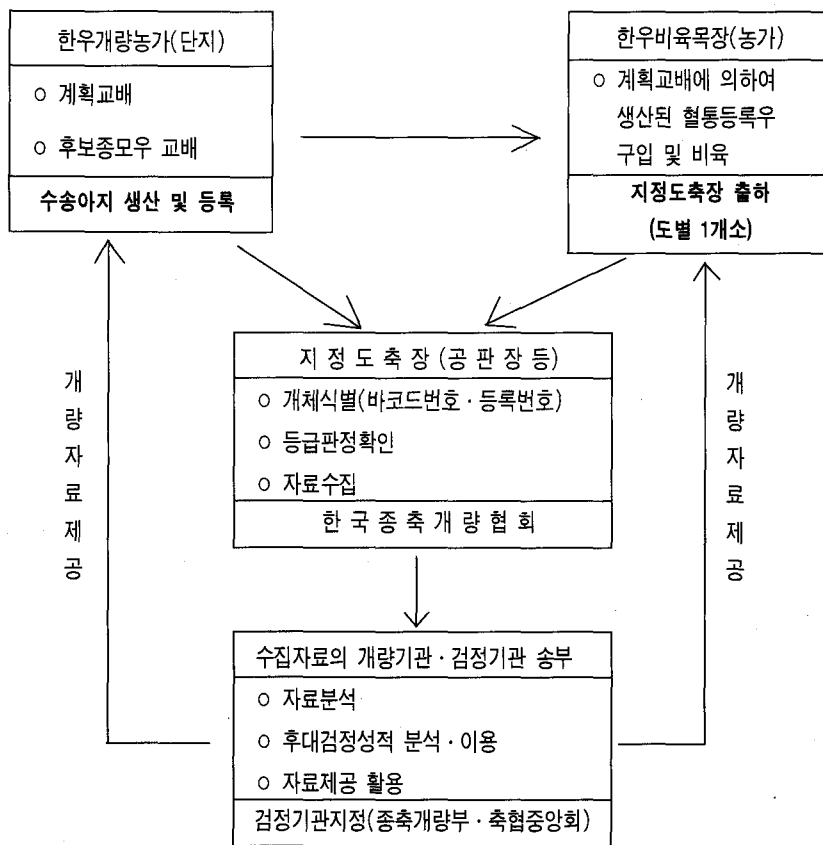 한우개량농가(단지)
○ 계획교배
○ 후보종모우 교배
수송아지 생산 및 등록
한우비육목장(농가)
○ 계획교배에 의하여
생산된 혈통등록우
구입 및 비육
지정도축장 출하
(도별 1개소)
개량자료제공
지 정 도 축 장 (공 판 장 등)
○ 개체식별(바코드번호 · 등록번호)
○ 등급판정확인
○ 자료수집
한 국 종 축 개 량 협 회
개량자료제공
수집자료의 개량기관 · 검정기관 송부
○ 자료분석
○ 후대검정성적 분석 · 이용
○ 자료제공 활용
검정기관지정(종축개량부 · 축협중앙회)